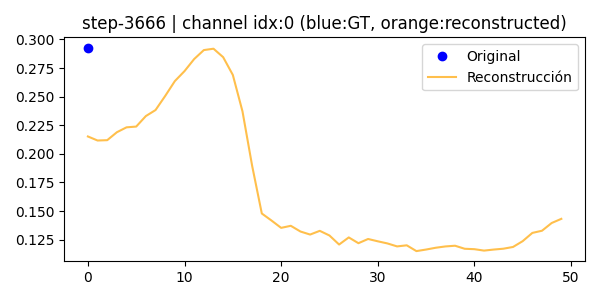 step-3666 | channel idx:0 (blue:GT, orange:reconstructed)
0.300
0.275
0.250
0.225
0.200
0.175
0.150
0.125
Original
Reconstrucción
0 10 20 30 40 50